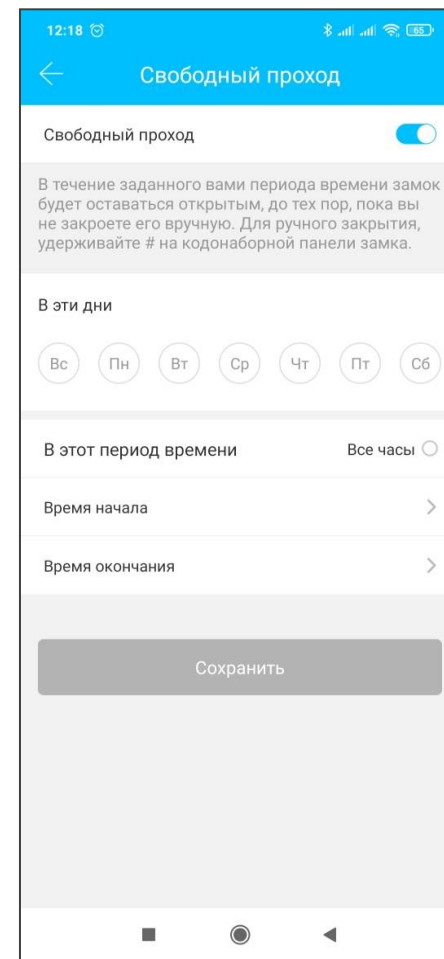 12:18
65
Свободный проход
Свободный проход
В течение заданного вами периода времени замок
будет оставаться открытым, до тех пор, пока вы
не закроете его вручную. Для ручного закрытия,
удерживайте # на кодонаборной панели замка.
В эти дни
Вс Пн Вт Ср Чт Пт Сб
В этот период времени Все часы
Время начала
Время окончания
Сохранить